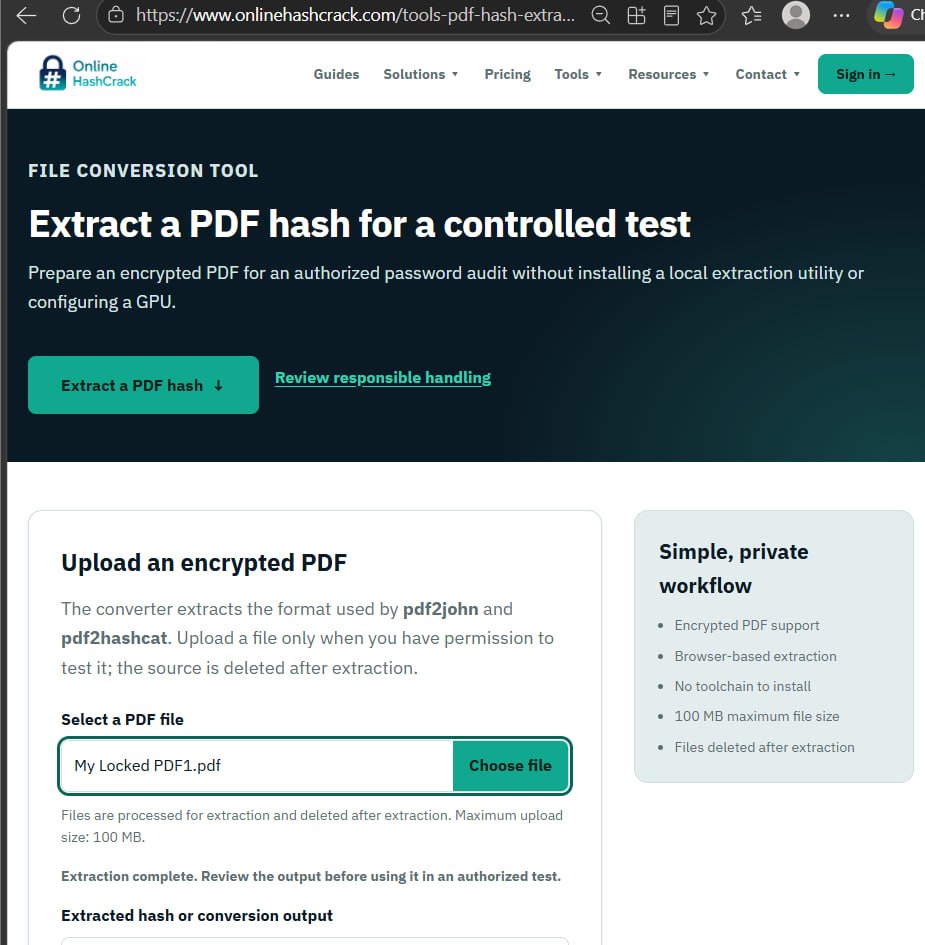 https://www.onlinehashcrack.com/tools-pdf-hash-extra...
Online
HashCrack
Guides
Solutions
Pricing
Tools
Resources
Contact
Sign in →
FILE CONVERSION TOOL
Extract a PDF hash for a controlled test
Prepare an encrypted PDF for an authorized password audit without installing a local extraction utility or
configuring a GPU.
Extract a PDF hash ↓
Review responsible handling
Upload an encrypted PDF
The converter extracts the format used by pdf2john and
pdf2hashcat. Upload a file only when you have permission to
test it; the source is deleted after extraction.
Select a PDF file
My Locked PDF1.pdf
Choose file
Files are processed for extraction and deleted after extraction. Maximum upload
size: 100 MB.
Extraction complete. Review the output before using it in an authorized test.
Extracted hash or conversion output
Simple, private
workflow
• Encrypted PDF support
• Browser-based extraction
• No toolchain to install
• 100 MB maximum file size
• Files deleted after extraction